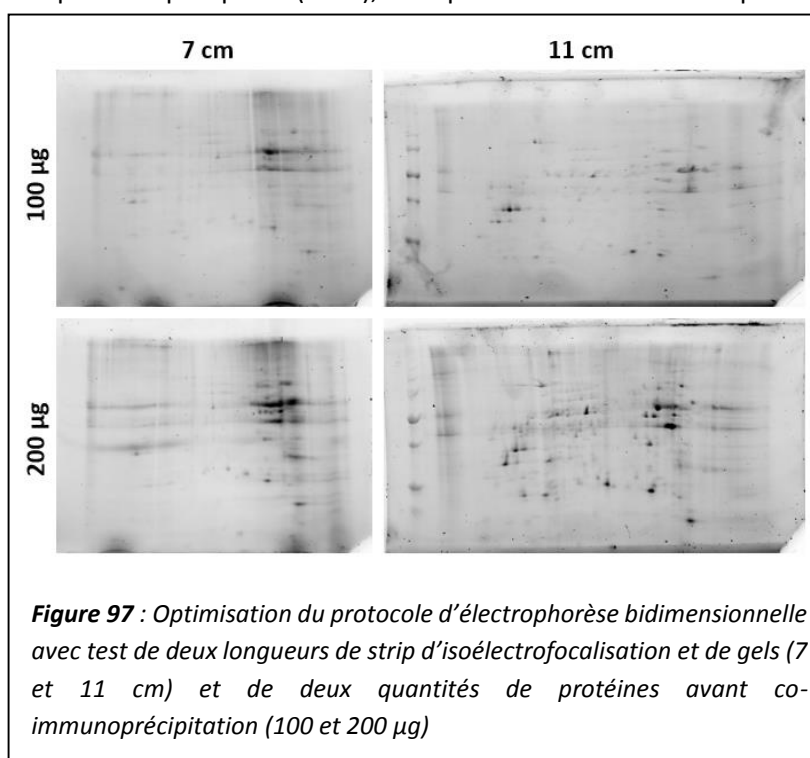 7 cm
11 cm
100 µg
200 µg
Figure 97 : Optimisation du protocole d’électrophorèse bidimensionnelle
avec test de deux longueurs de strip d’isoélectrofocalisation et de gels (7
et 11 cm) et de deux quantités de protéines avant co-
immunoprécipitation (100 et 200 µg)